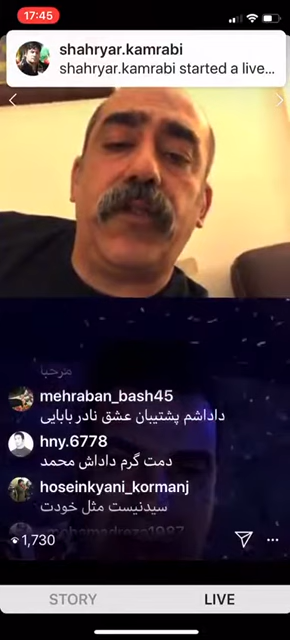 17:45
shahryar.kamrabi
shahryar.kamrabi started a live...
مرحبا
mehraban_bash45
داداشم پشتیبان عشق نادر بابایی
hny.6778
دمت گرم داداش محمد
hoseinkyani_kormanj
سیدنیست مثل خودت
mohamadreza1987
1,730
STORY LIVE